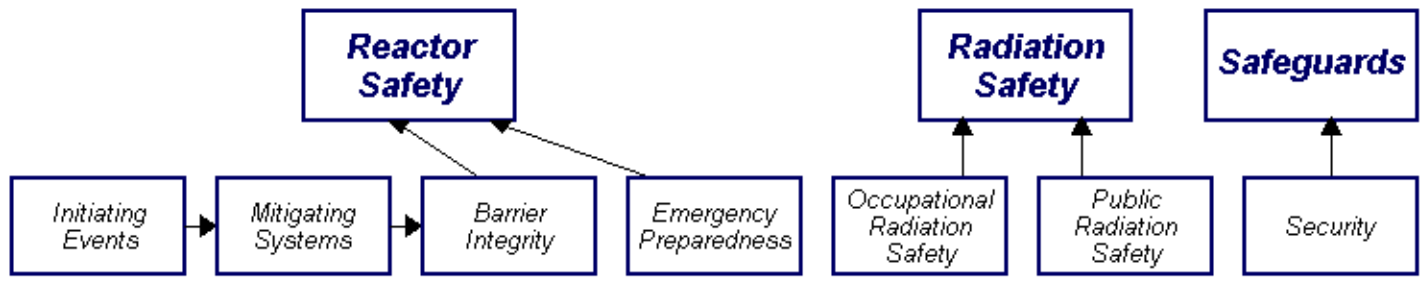 Reactor
Safety
Radiation
Safety
Safeguards
Initiating
Events
Mitigating
Systems
Barrier
Integrity
Emergency
Preparedness
Occupational
Radiation
Safety
Public
Radiation
Safety
Security